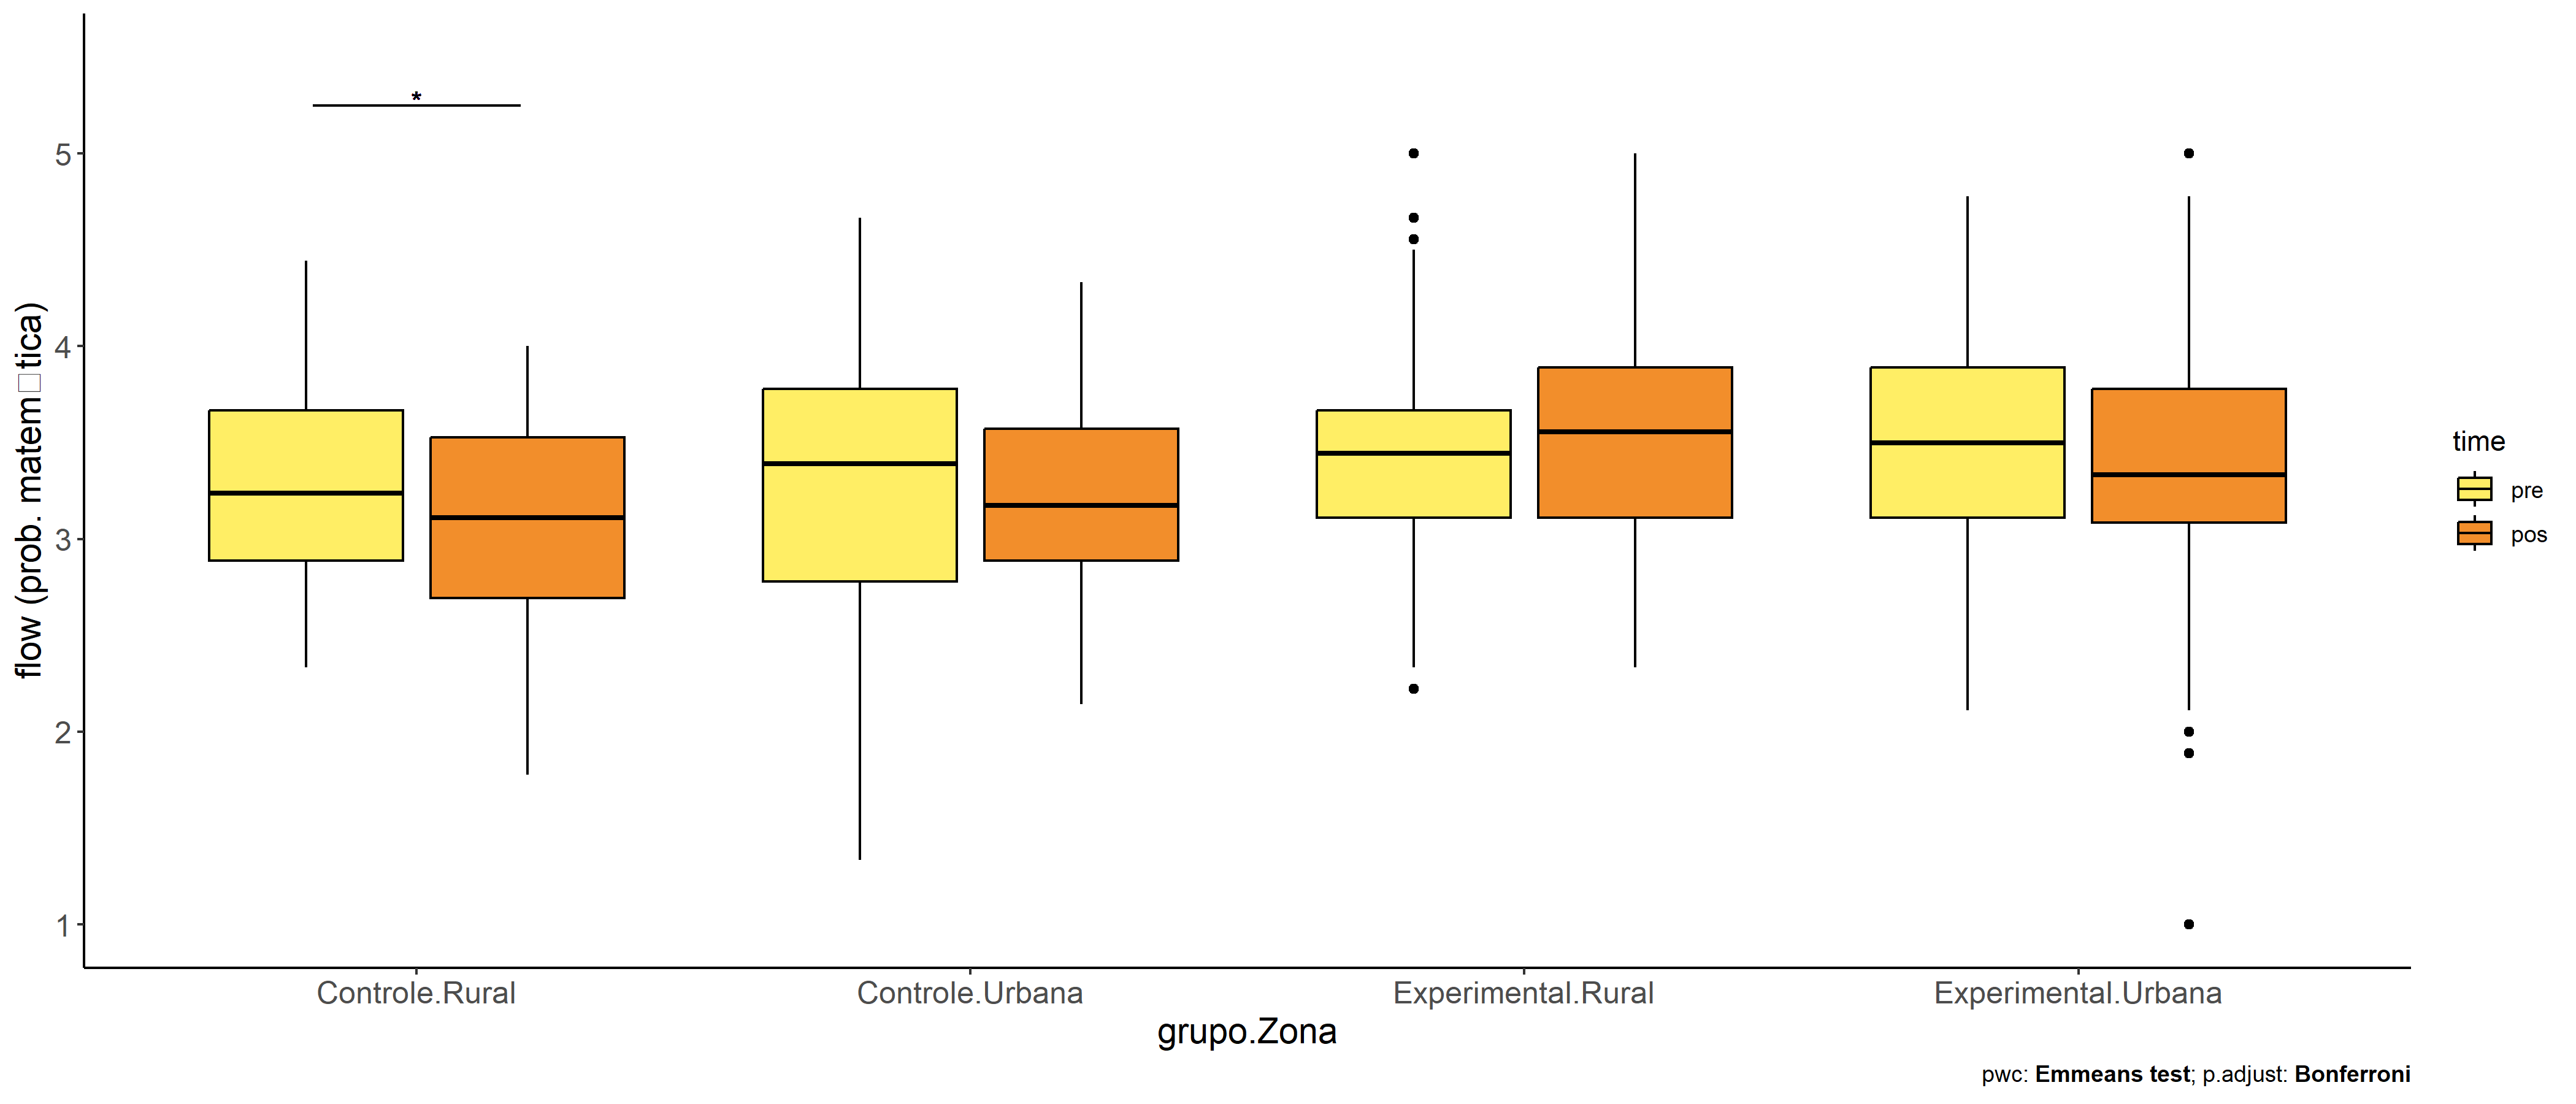 flow (prob. matem□tica)
*
5
4
3
2
1
Controle.Rural
Controle.Urbana
Experimental.Rural
Experimental.Urbana
grupo.Zona
time
pre
pos
pwc: Emmeans test; p.adjust: Bonferroni